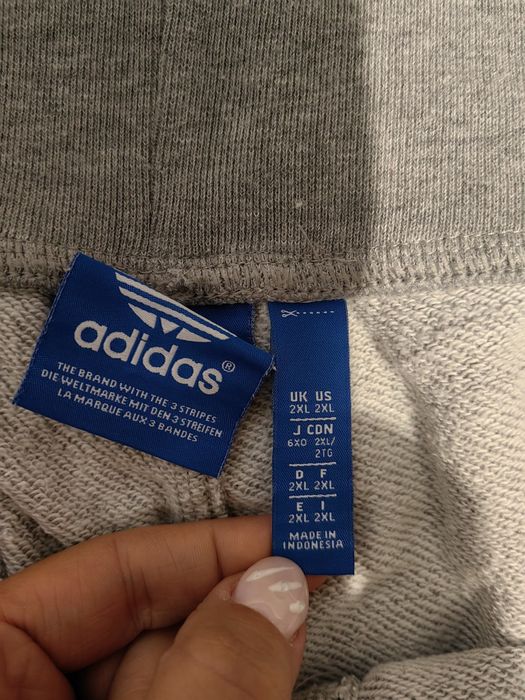 adidas®
THE BRAND WITH THE 3 STRIPES
DIE WELTMARKE MIT DEN 3 STREIFEN
LA MARQUE AUX 3 BANDES
UK US
2XL 2XL
J CDN
6XO 2XL/
2TG
D F
2XL 2XL
E I
2XL 2XL
MADE IN
INDONESIA